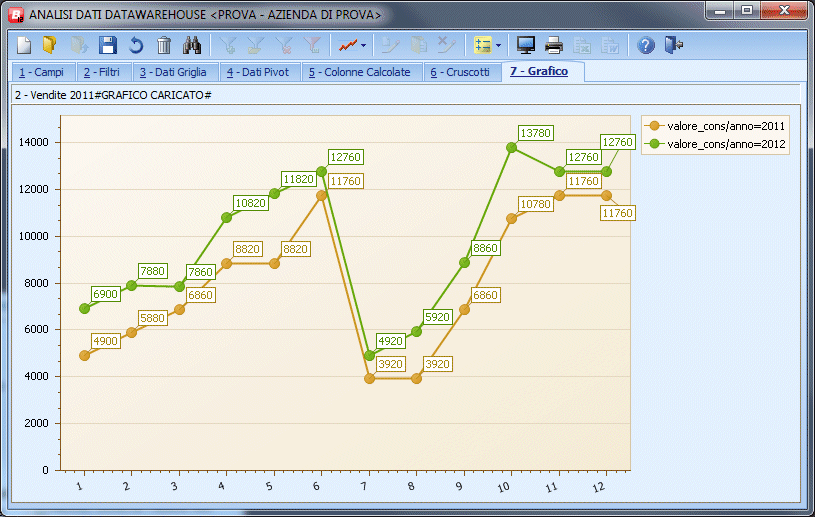 ANALISI DATI DATAWAREHOUSE <PROVA - AZIENDA DI PROVA>
1 - Campi 2 - Filtri 3 - Dati Griglia 4 - Dati Pivot 5 - Colonne Calcolate 6 - Cruscotti 7 - Grafico
2 - Vendite 2011#GRAFICO CARICATO#
valore_cons/anno=2011
valore_cons/anno=2012
14000
12000
10000
8000
6000
4000
2000
0
6900 7880 7860 10820 11820 12760 4920 5920 8860 13780 12760 12760
4900 5880 6860 8820 8820 11760 3920 3920 6860 10780 11760 11760
1 2 3 4 5 6 7 8 9 10 11 12